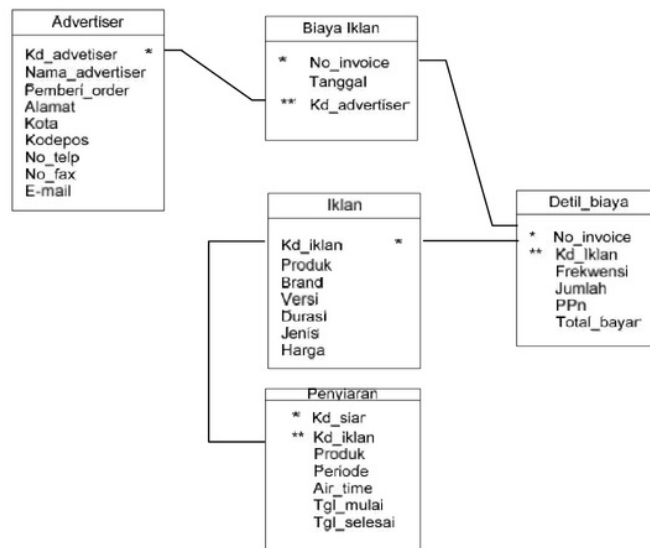 Advertiser
Kd_advetiser *
Nama_advertiser
Pemberi_order
Alamat
Kota
Kodepos
No_telp
No_fax
E-mail
Biaya Iklan
* No_invoice
Tanggal
** Kd_advertiser
Iklan
Kd_iklan *
Produk
Brand
Versi
Durasi
Jenis
Harga
Detil_biaya
* No_invoice
** Kd_Iklan
Frekwensi
Jumlah
PPn
Total_bayar
Penyiaran
* Kd_siar
** Kd_iklan
Produk
Periode
Air_time
Tgl_mulai
Tgl_selesai